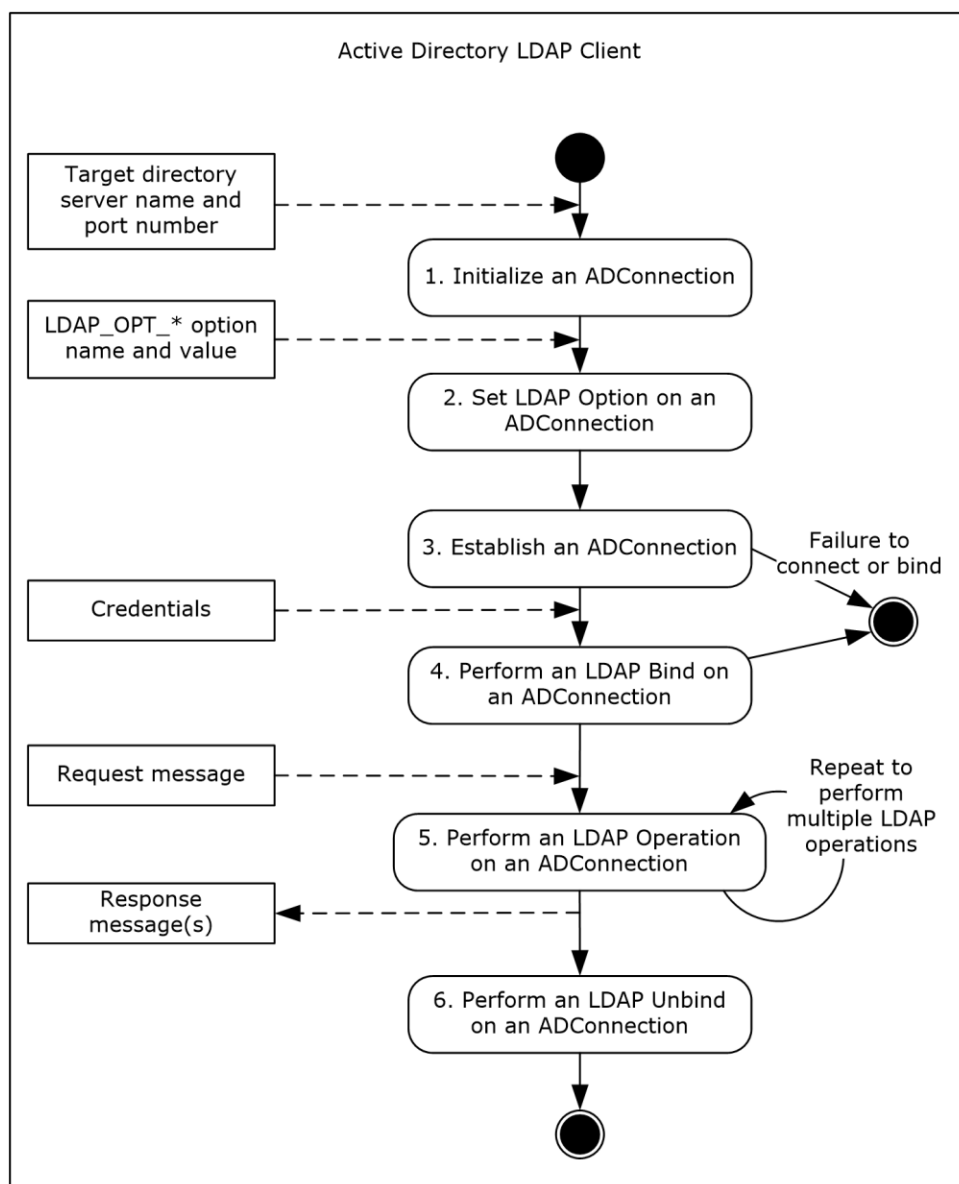 Active Directory LDAP Client
Target directory
server name and
port number
1. Initialize an ADConnection
LDAP_OPT_* option
name and value
2. Set LDAP Option on an
ADConnection
3. Establish an ADConnection
Failure to
connect or bind
Credentials
4. Perform an LDAP Bind on
an ADConnection
Request message
Repeat to
perform
multiple LDAP
operations
5. Perform an LDAP Operation
on an ADConnection
Response
message(s)
6. Perform an LDAP Unbind
on an ADConnection